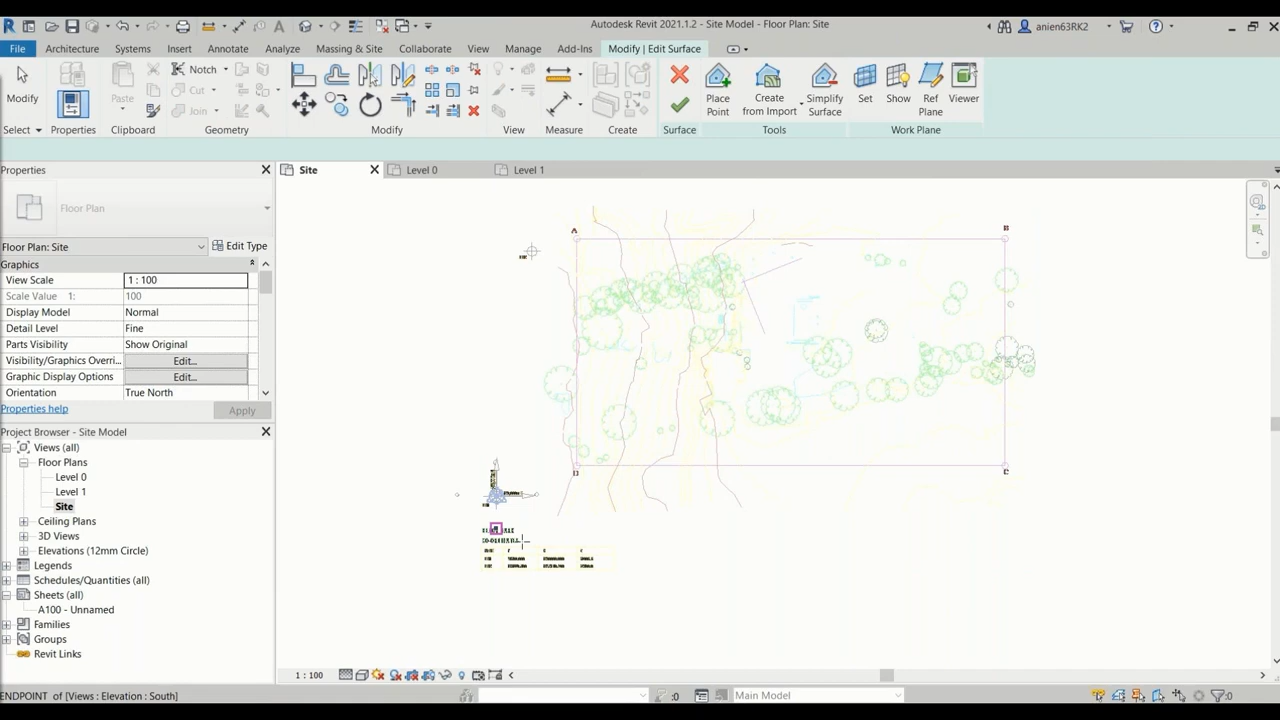 Autodesk Revit 2021.1.2 - Site Model - Floor Plan: Site
anien63RK2
File Architecture Systems Insert Annotate Analyze Massing & Site Collaborate View Manage Add-Ins Modify | Edit Surface
Modify
Paste
Notch
Cut
Join
Place Point
Create from Import
Simplify Surface
Set
Show
Ref Plane
Viewer
Select
Properties
Clipboard
Geometry
Modify
View
Measure
Create
Surface
Tools
Work Plane
Properties
Site
Level 0
Level 1
Floor Plan
Floor Plan: Site
Edit Type
Graphics
View Scale 1 : 100
Scale Value 1: 100
Display Model Normal
Detail Level Fine
Parts Visibility Show Original
Visibility/Graphics Overri... Edit...
Graphic Display Options Edit...
Orientation True North
Properties help
Apply
Project Browser - Site Model
Views (all)
Floor Plans
Level 0
Level 1
Site
Ceiling Plans
3D Views
Elevations (12mm Circle)
Legends
Schedules/Quantities (all)
Sheets (all)
A100 - Unnamed
Families
Groups
Revit Links
A
B
1 : 100
ENDPOINT of [Views : Elevation : South]
:0
Main Model
:0